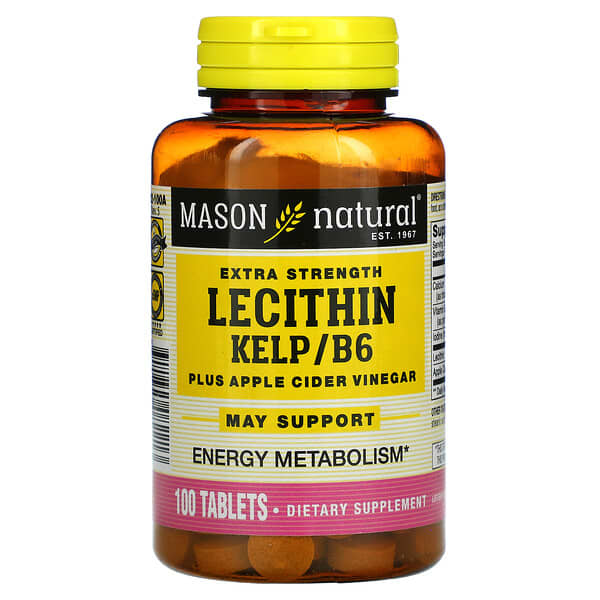 MASON natural®
EST. 1967
EXTRA STRENGTH
LECITHIN
KELP/B6
PLUS APPLE CIDER VINEGAR
MAY SUPPORT
ENERGY METABOLISM*
100 TABLETS • DIETARY SUPPLEMENT